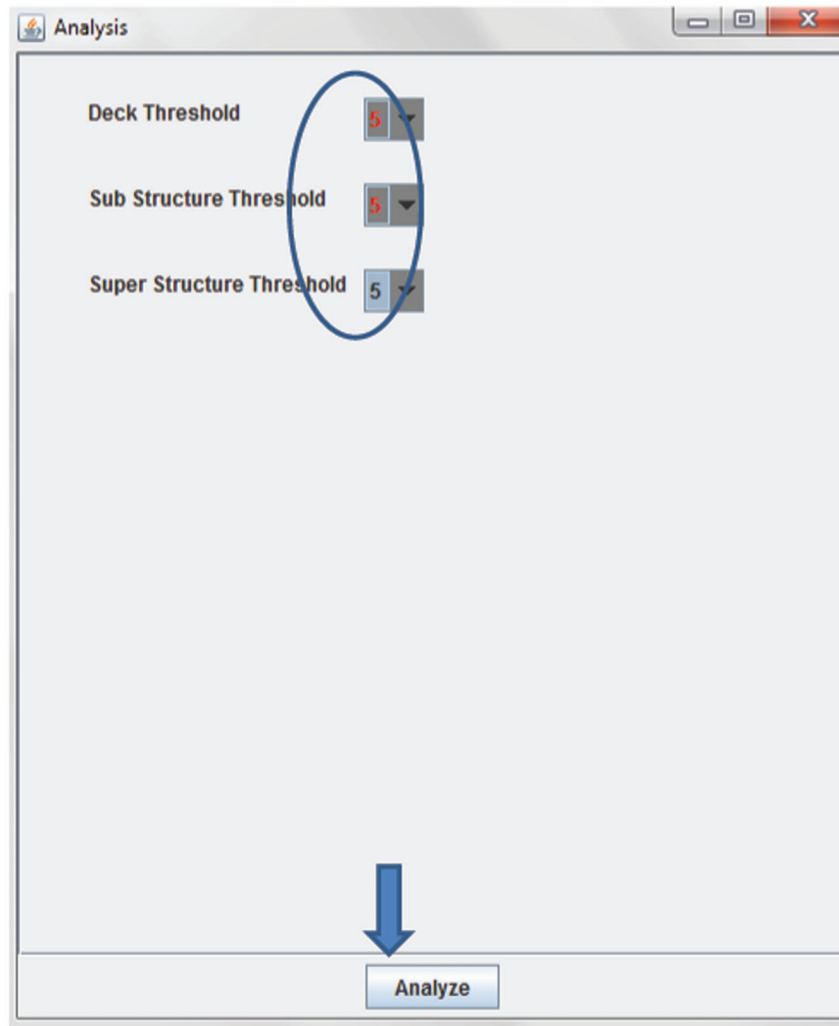 Analysis
Deck Threshold 5
Sub Structure Threshold 5
Super Structure Threshold 5
Analyze